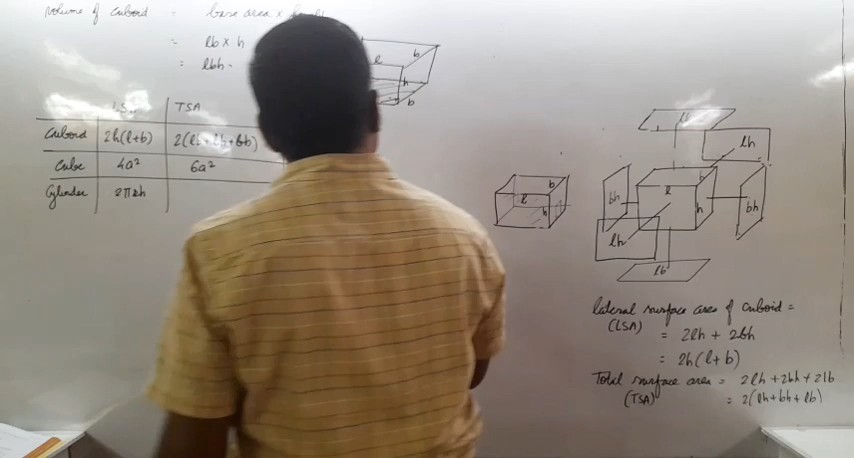 volume of cuboid = base area ×
= lb × h
= lbh.
l b h b
LSA TSA
Cuboid 2h(l+b) 2(lb+lh+bh)
Cube 4a² 6a²
Cylinder 2πrh
l b h
lb
lh
bh l b h bh
lh
lb
lateral surface area of cuboid =
(LSA) = 2lh + 2bh
= 2h(l+b)
Total surface area = 2lh+2bh+2lb
(TSA) = 2(lh+bh+lb)